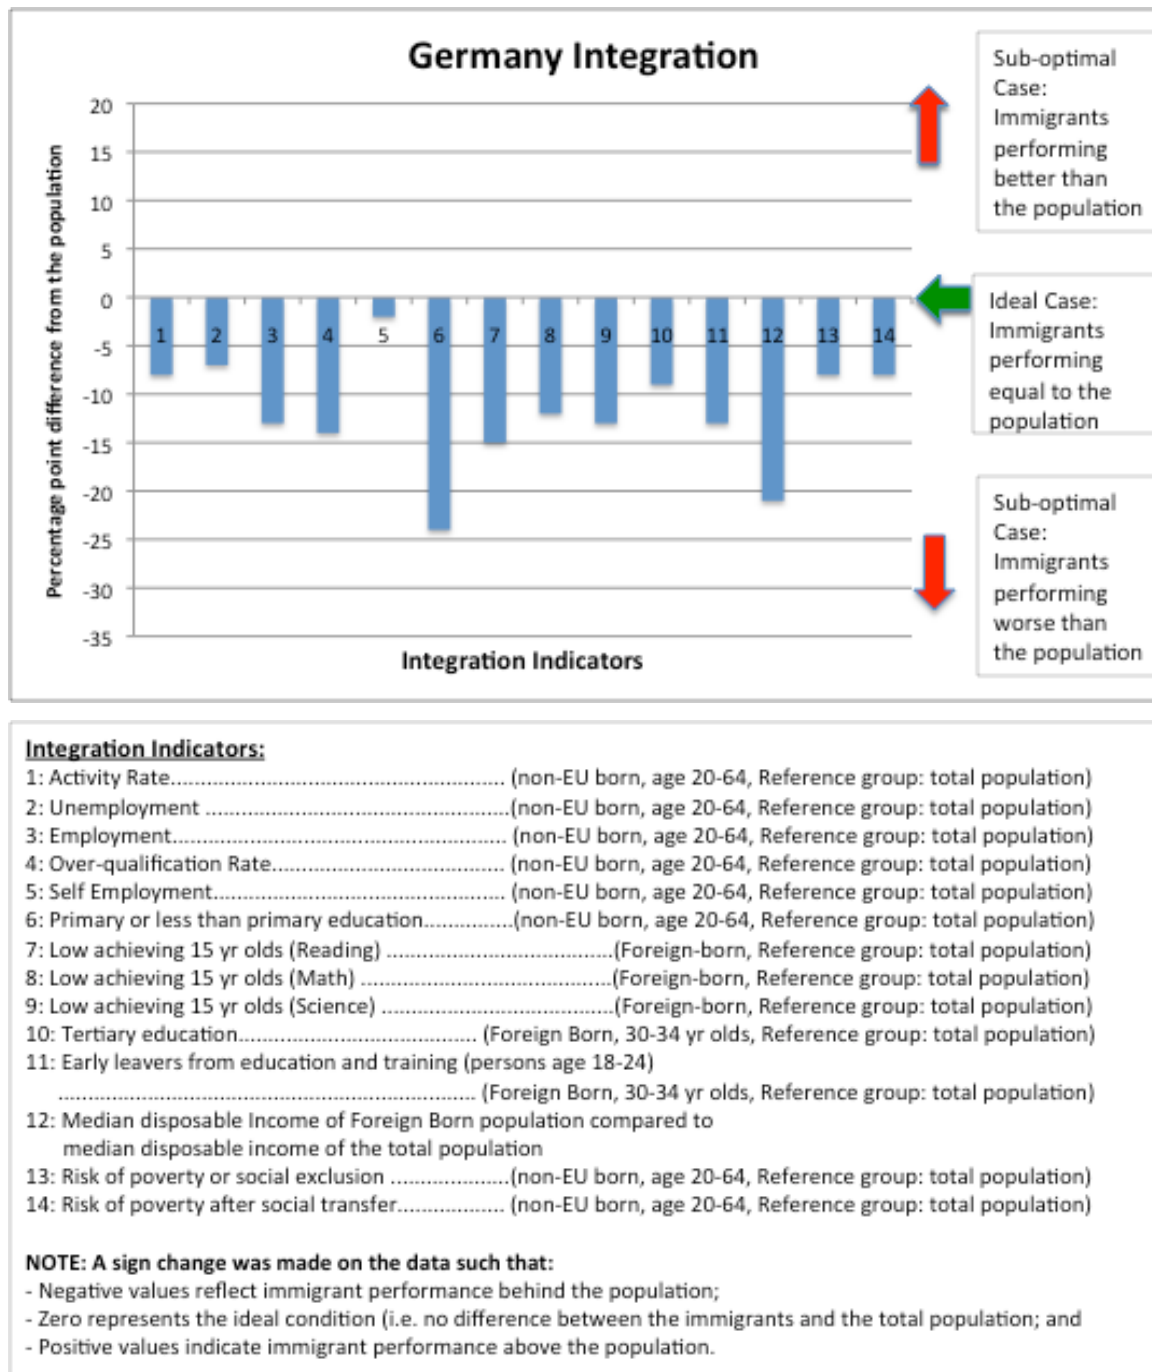 Germany Integration
Percentage point difference from the population
20
15
10
5
0
-5
-10
-15
-20
-25
-30
-35
1 2 3 4 5 6 7 8 9 10 11 12 13 14
Integration Indicators
Sub-optimal
Case:
Immigrants
performing
better than
the population
Ideal Case:
Immigrants
performing
equal to the
population
Sub-optimal
Case:
Immigrants
performing
worse than
the population
Integration Indicators:
1: Activity Rate.................................................. (non-EU born, age 20-64, Reference group: total population)
2: Unemployment ..............................................(non-EU born, age 20-64, Reference group: total population)
3: Employment.................................................. (non-EU born, age 20-64, Reference group: total population)
4: Over-qualification Rate................................... (non-EU born, age 20-64, Reference group: total population)
5: Self Employment............................................ (non-EU born, age 20-64, Reference group: total population)
6: Primary or less than primary education.............(non-EU born, age 20-64, Reference group: total population)
7: Low achieving 15 yr olds (Reading) ..................................(Foreign-born, Reference group: total population)
8: Low achieving 15 yr olds (Math) ......................................(Foreign-born, Reference group: total population)
9: Low achieving 15 yr olds (Science) ...................................(Foreign-born, Reference group: total population)
10: Tertiary education.................................... (Foreign Born, 30-34 yr olds, Reference group: total population)
11: Early leavers from education and training (persons age 18-24)
............................................................... (Foreign Born, 30-34 yr olds, Reference group: total population)
12: Median disposable Income of Foreign Born population compared to
median disposable income of the total population
13: Risk of poverty or social exclusion ..................(non-EU born, age 20-64, Reference group: total population)
14: Risk of poverty after social transfer................ (non-EU born, age 20-64, Reference group: total population)
NOTE: A sign change was made on the data such that:
- Negative values reflect immigrant performance behind the population;
- Zero represents the ideal condition (i.e. no difference between the immigrants and the total population; and
- Positive values indicate immigrant performance above the population.